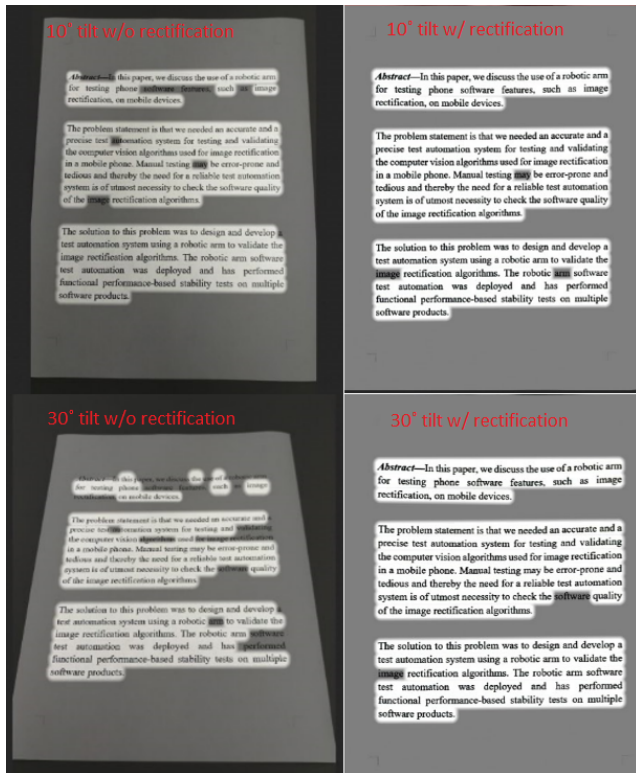 10˚ tilt w/o rectification
Abstract—In this paper, we discuss the use of a robotic arm
for testing phone software features, such as image
rectification, on mobile devices.
The problem statement is that we needed an accurate and a
precise test automation system for testing and validating
the computer vision algorithms used for image rectification
in a mobile phone. Manual testing may be error-prone and
tedious and thereby the need for a reliable test automation
system is of utmost necessity to check the software quality
of the image rectification algorithms.
The solution to this problem was to design and develop a
test automation system using a robotic arm to validate the
image rectification algorithms. The robotic arm software
test automation was deployed and has performed
functional performance-based stability tests on multiple
software products.
10˚ tilt w/ rectification
Abstract—In this paper, we discuss the use of a robotic arm
for testing phone software features, such as image
rectification, on mobile devices.
The problem statement is that we needed an accurate and a
precise test automation system for testing and validating
the computer vision algorithms used for image rectification
in a mobile phone. Manual testing may be error-prone and
tedious and thereby the need for a reliable test automation
system is of utmost necessity to check the software quality
of the image rectification algorithms.
The solution to this problem was to design and develop a
test automation system using a robotic arm to validate the
image rectification algorithms. The robotic arm software
test automation was deployed and has performed
functional performance-based stability tests on multiple
software products.
30˚ tilt w/o rectification
Abstract—In this paper, we discuss the use of a robotic arm
for testing phone software features, such as image
rectification, on mobile devices.
The problem statement is that we needed an accurate and a
precise test automation system for testing and validating
the computer vision algorithms used for image rectification
in a mobile phone. Manual testing may be error-prone and
tedious and thereby the need for a reliable test automation
system is of utmost necessity to check the software quality
of the image rectification algorithms.
The solution to this problem was to design and develop a
test automation system using a robotic arm to validate the
image rectification algorithms. The robotic arm software
test automation was deployed and has performed
functional performance-based stability tests on multiple
software products.
30˚ tilt w/ rectification
Abstract—In this paper, we discuss the use of a robotic arm
for testing phone software features, such as image
rectification, on mobile devices.
The problem statement is that we needed an accurate and a
precise test automation system for testing and validating
the computer vision algorithms used for image rectification
in a mobile phone. Manual testing may be error-prone and
tedious and thereby the need for a reliable test automation
system is of utmost necessity to check the software quality
of the image rectification algorithms.
The solution to this problem was to design and develop a
test automation system using a robotic arm to validate the
image rectification algorithms. The robotic arm software
test automation was deployed and has performed
functional performance-based stability tests on multiple
software products.